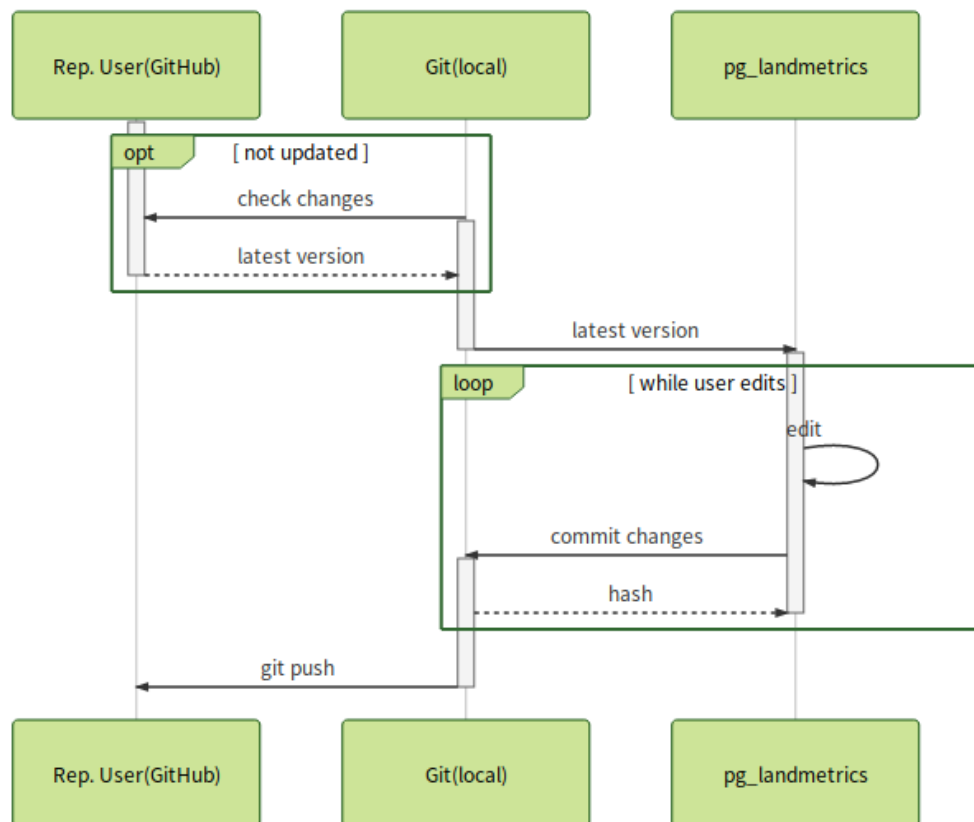 Rep. User(GitHub)
Git(local)
pg_landmetrics
opt
[ not updated ]
check changes
latest version
latest version
loop
[ while user edits ]
edit
commit changes
hash
git push
Rep. User(GitHub)
Git(local)
pg_landmetrics